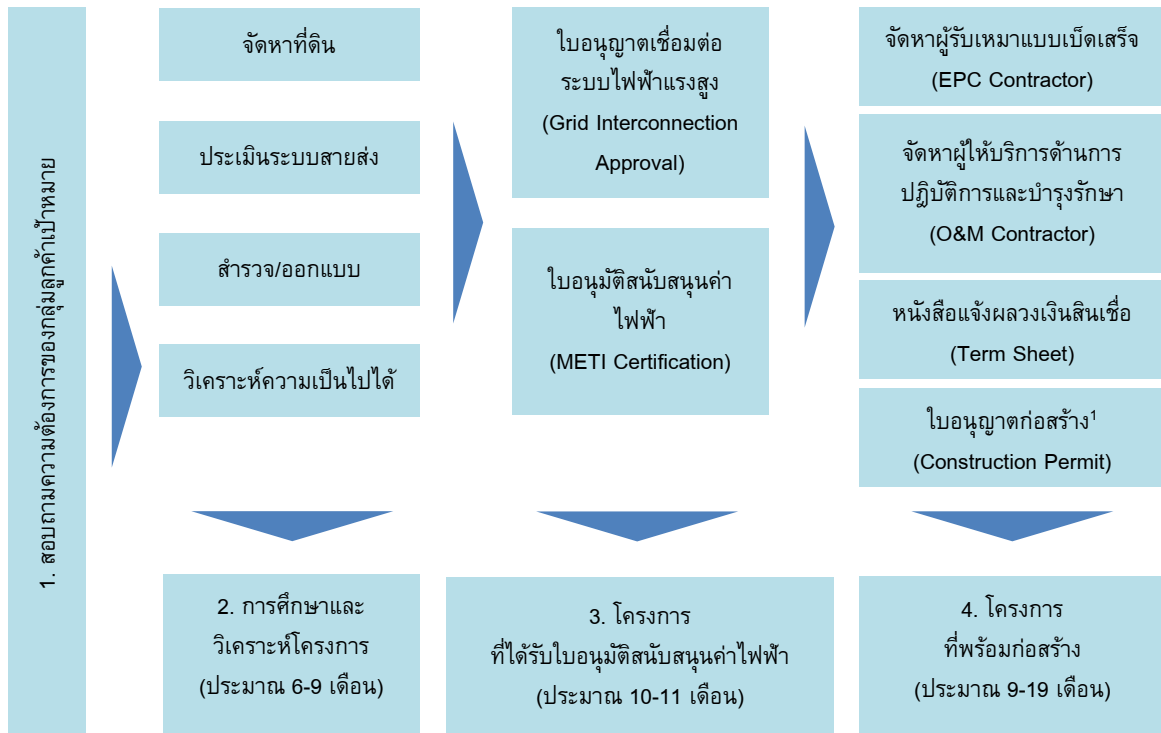 1. สอบถามความต้องการของกลุ่มลูกค้าเป้าหมาย
จัดหาที่ดิน
ประเมินระบบสายส่ง
สำรวจ/ออกแบบ
วิเคราะห์ความเป็นไปได้
2. การศึกษาและ
วิเคราะห์โครงการ
(ประมาณ 6-9 เดือน)
ใบอนุญาตเชื่อมต่อ
ระบบไฟฟ้าแรงสูง
(Grid Interconnection
Approval)
ใบอนุมัติสนับสนุนค่า
ไฟฟ้า
(METI Certification)
3. โครงการ
ที่ได้รับใบอนุมัติสนับสนุนค่าไฟฟ้า
(ประมาณ 10-11 เดือน)
จัดหาผู้รับเหมาแบบเบ็ดเสร็จ
(EPC Contractor)
จัดหาผู้ให้บริการด้านการ
ปฎิบัติการและบำรุงรักษา
(O&M Contractor)
หนังสือแจ้งผลวงเงินสินเชื่อ
(Term Sheet)
ใบอนุญาตก่อสร้าง¹
(Construction Permit)
4. โครงการ
ที่พร้อมก่อสร้าง
(ประมาณ 9-19 เดือน)